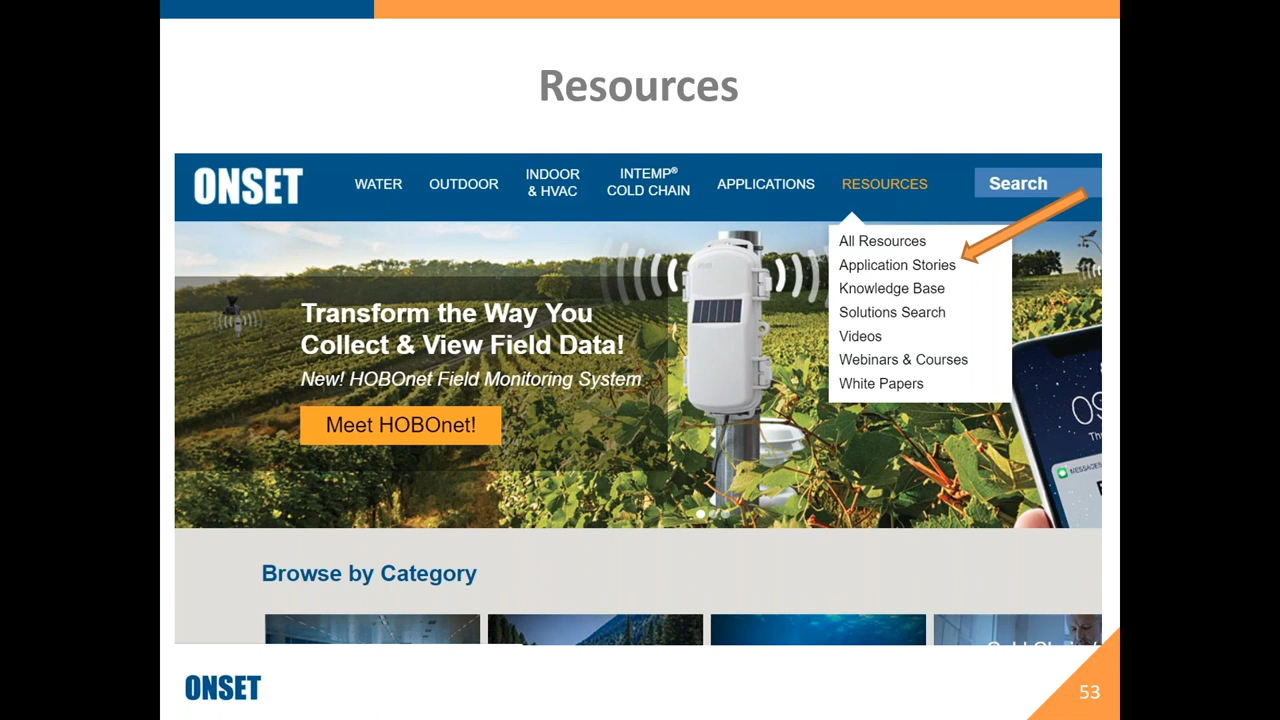 Resources
ONSET
WATER
OUTDOOR
INDOOR
& HVAC
INTEMP®
COLD CHAIN
APPLICATIONS
RESOURCES
Search
All Resources
Application Stories
Knowledge Base
Solutions Search
Videos
Webinars & Courses
White Papers
Transform the Way You
Collect & View Field Data!
New! HOBOnet Field Monitoring System
Meet HOBOnet!
09
MESSAGES
Browse by Category
ONSET
53